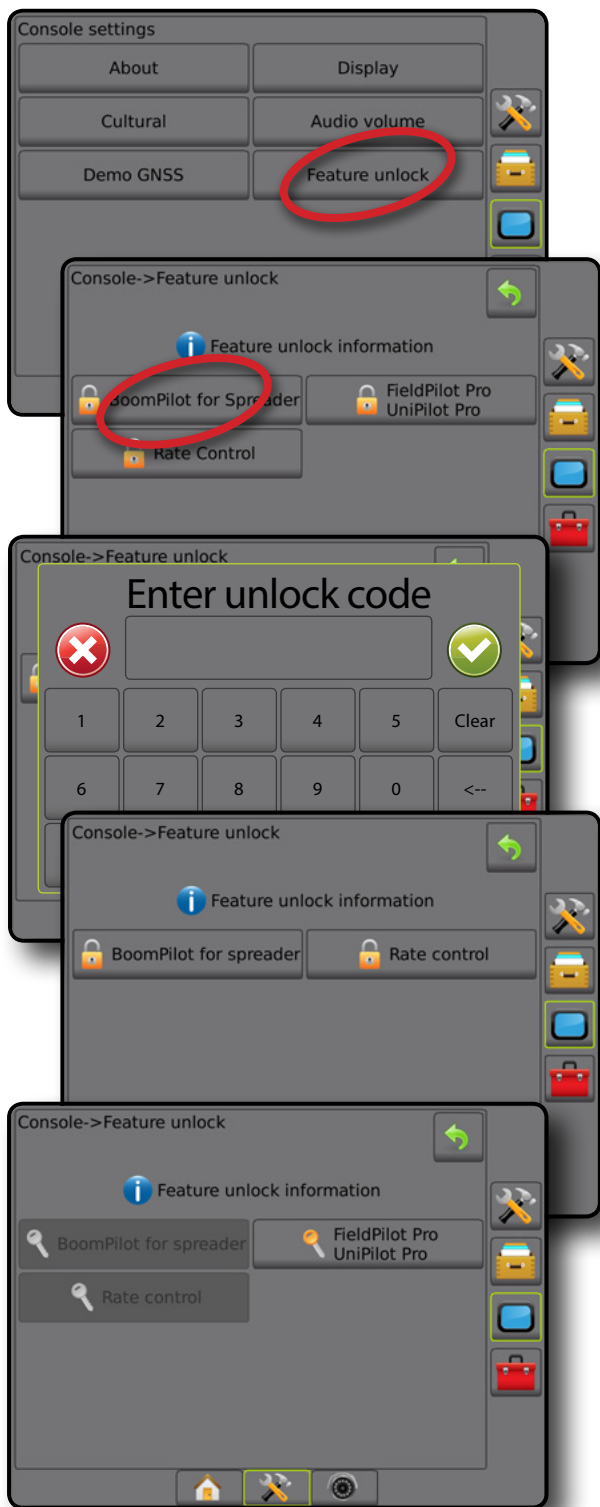 Console settings
About
Display
Cultural
Audio volume
Demo GNSS
Feature unlock
Console->Feature unlock
Feature unlock information
BoomPilot for Spreader
FieldPilot Pro
UniPilot Pro
Rate Control
Console->Feature unlock
Enter unlock code
1 2 3 4 5 Clear
6 7 8 9 0 <--
Console->Feature unlock
Feature unlock information
BoomPilot for spreader
Rate control
Console->Feature unlock
Feature unlock information
BoomPilot for spreader
FieldPilot Pro
UniPilot Pro
Rate control